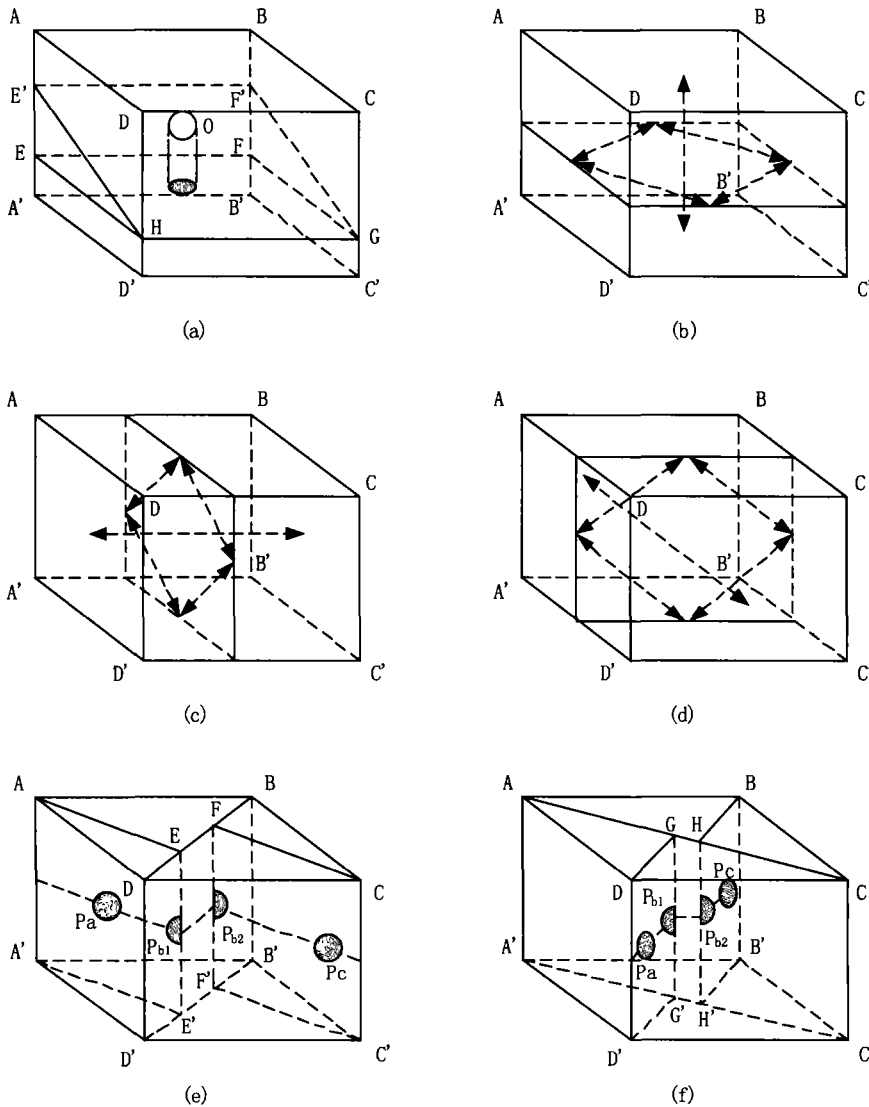 A B
E' F' C
D O
E F
A' B' H G
D' C'
(a)
A B
D C
A' B'
D' C'
(b)
A B
D C
A' B'
D' C'
(c)
A B
D C
A' B'
D' C
(d)
A B
F
E
D C
Pa Pb1 Pb2
A' F' B' Pc
E'
D' C'
(e)
A B
G H
D Pb1 Pc C
A' Pa Pb2 B'
G' H'
D' C
(f)